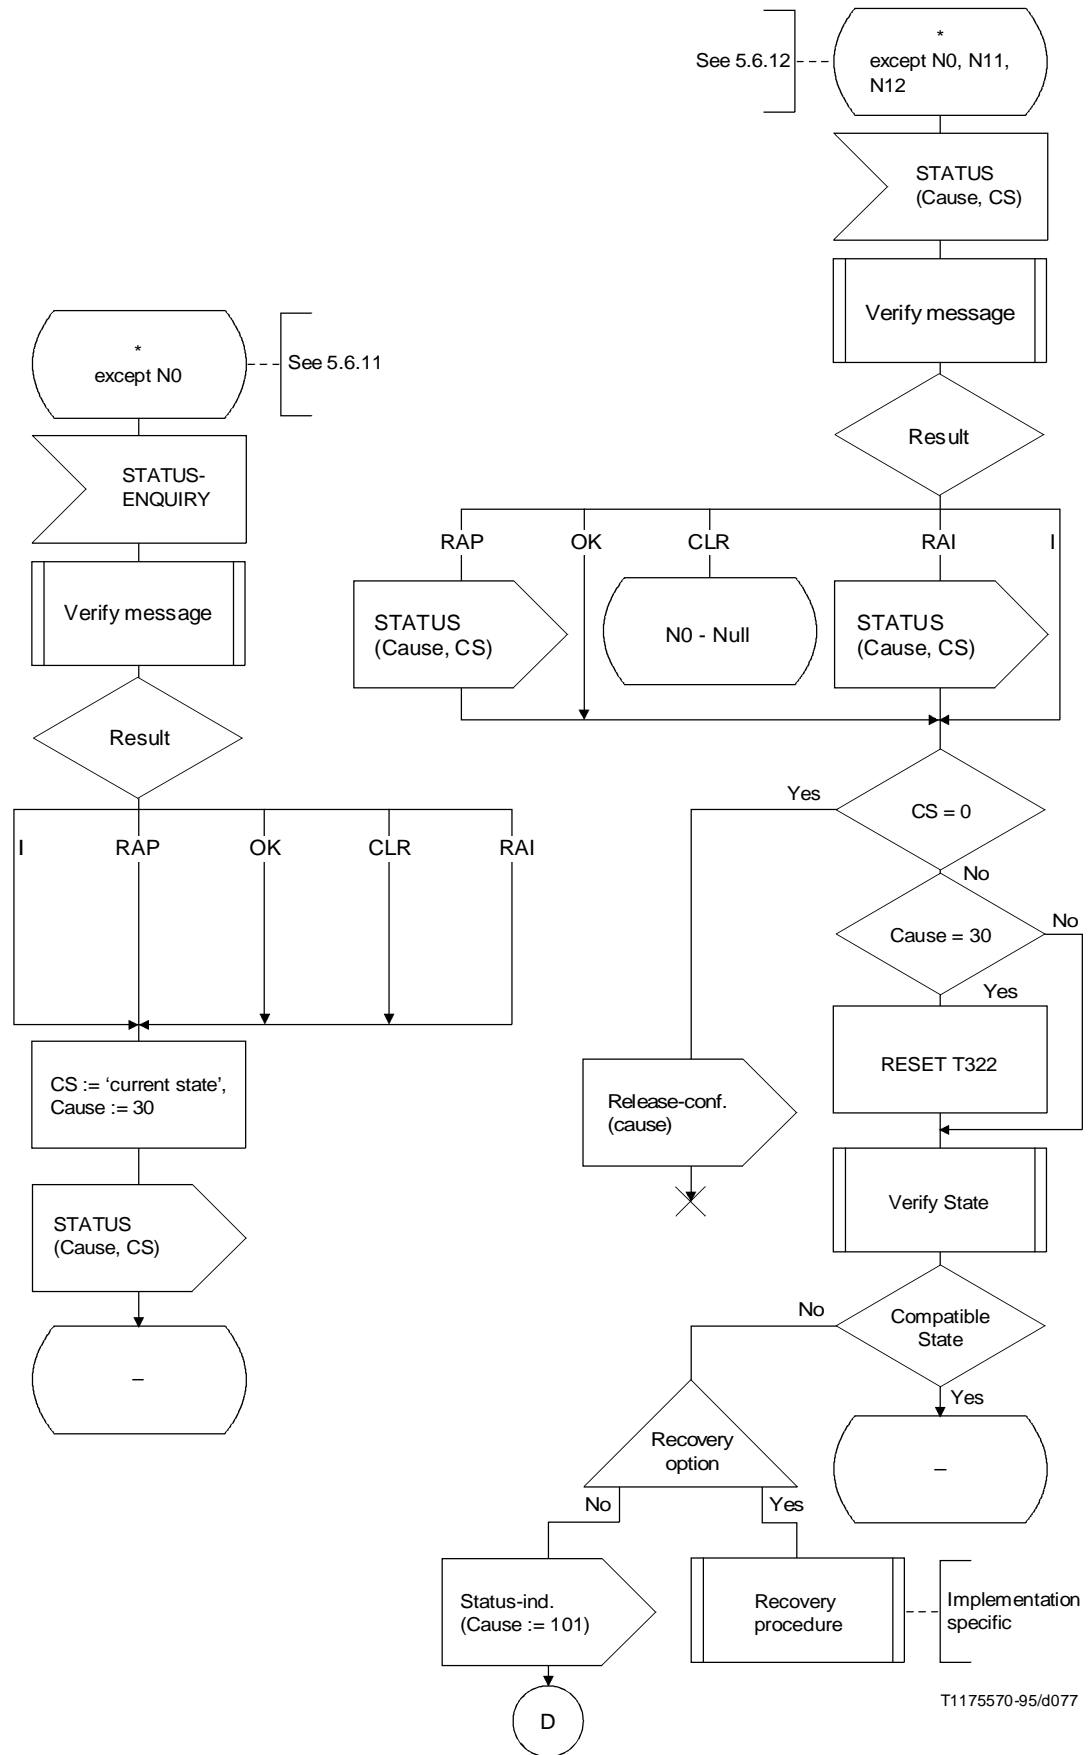 See 5.6.12
*
except N0, N11,
N12
STATUS
(Cause, CS)
Verify message
Result
RAP
OK
CLR
RAI
I
STATUS
(Cause, CS)
N0 - Null
STATUS
(Cause, CS)
Yes
CS = 0
No
Cause = 30
No
Yes
RESET T322
Release-conf.
(cause)
Verify State
No
Compatible
State
Yes
–
Recovery
option
No
Yes
Status-ind.
(Cause := 101)
Recovery
procedure
Implementation
specific
D
*
except N0
See 5.6.11
STATUS-
ENQUIRY
Verify message
Result
I
RAP
OK
CLR
RAI
CS := ‘current state’,
Cause := 30
STATUS
(Cause, CS)
–
T1175570-95/d077